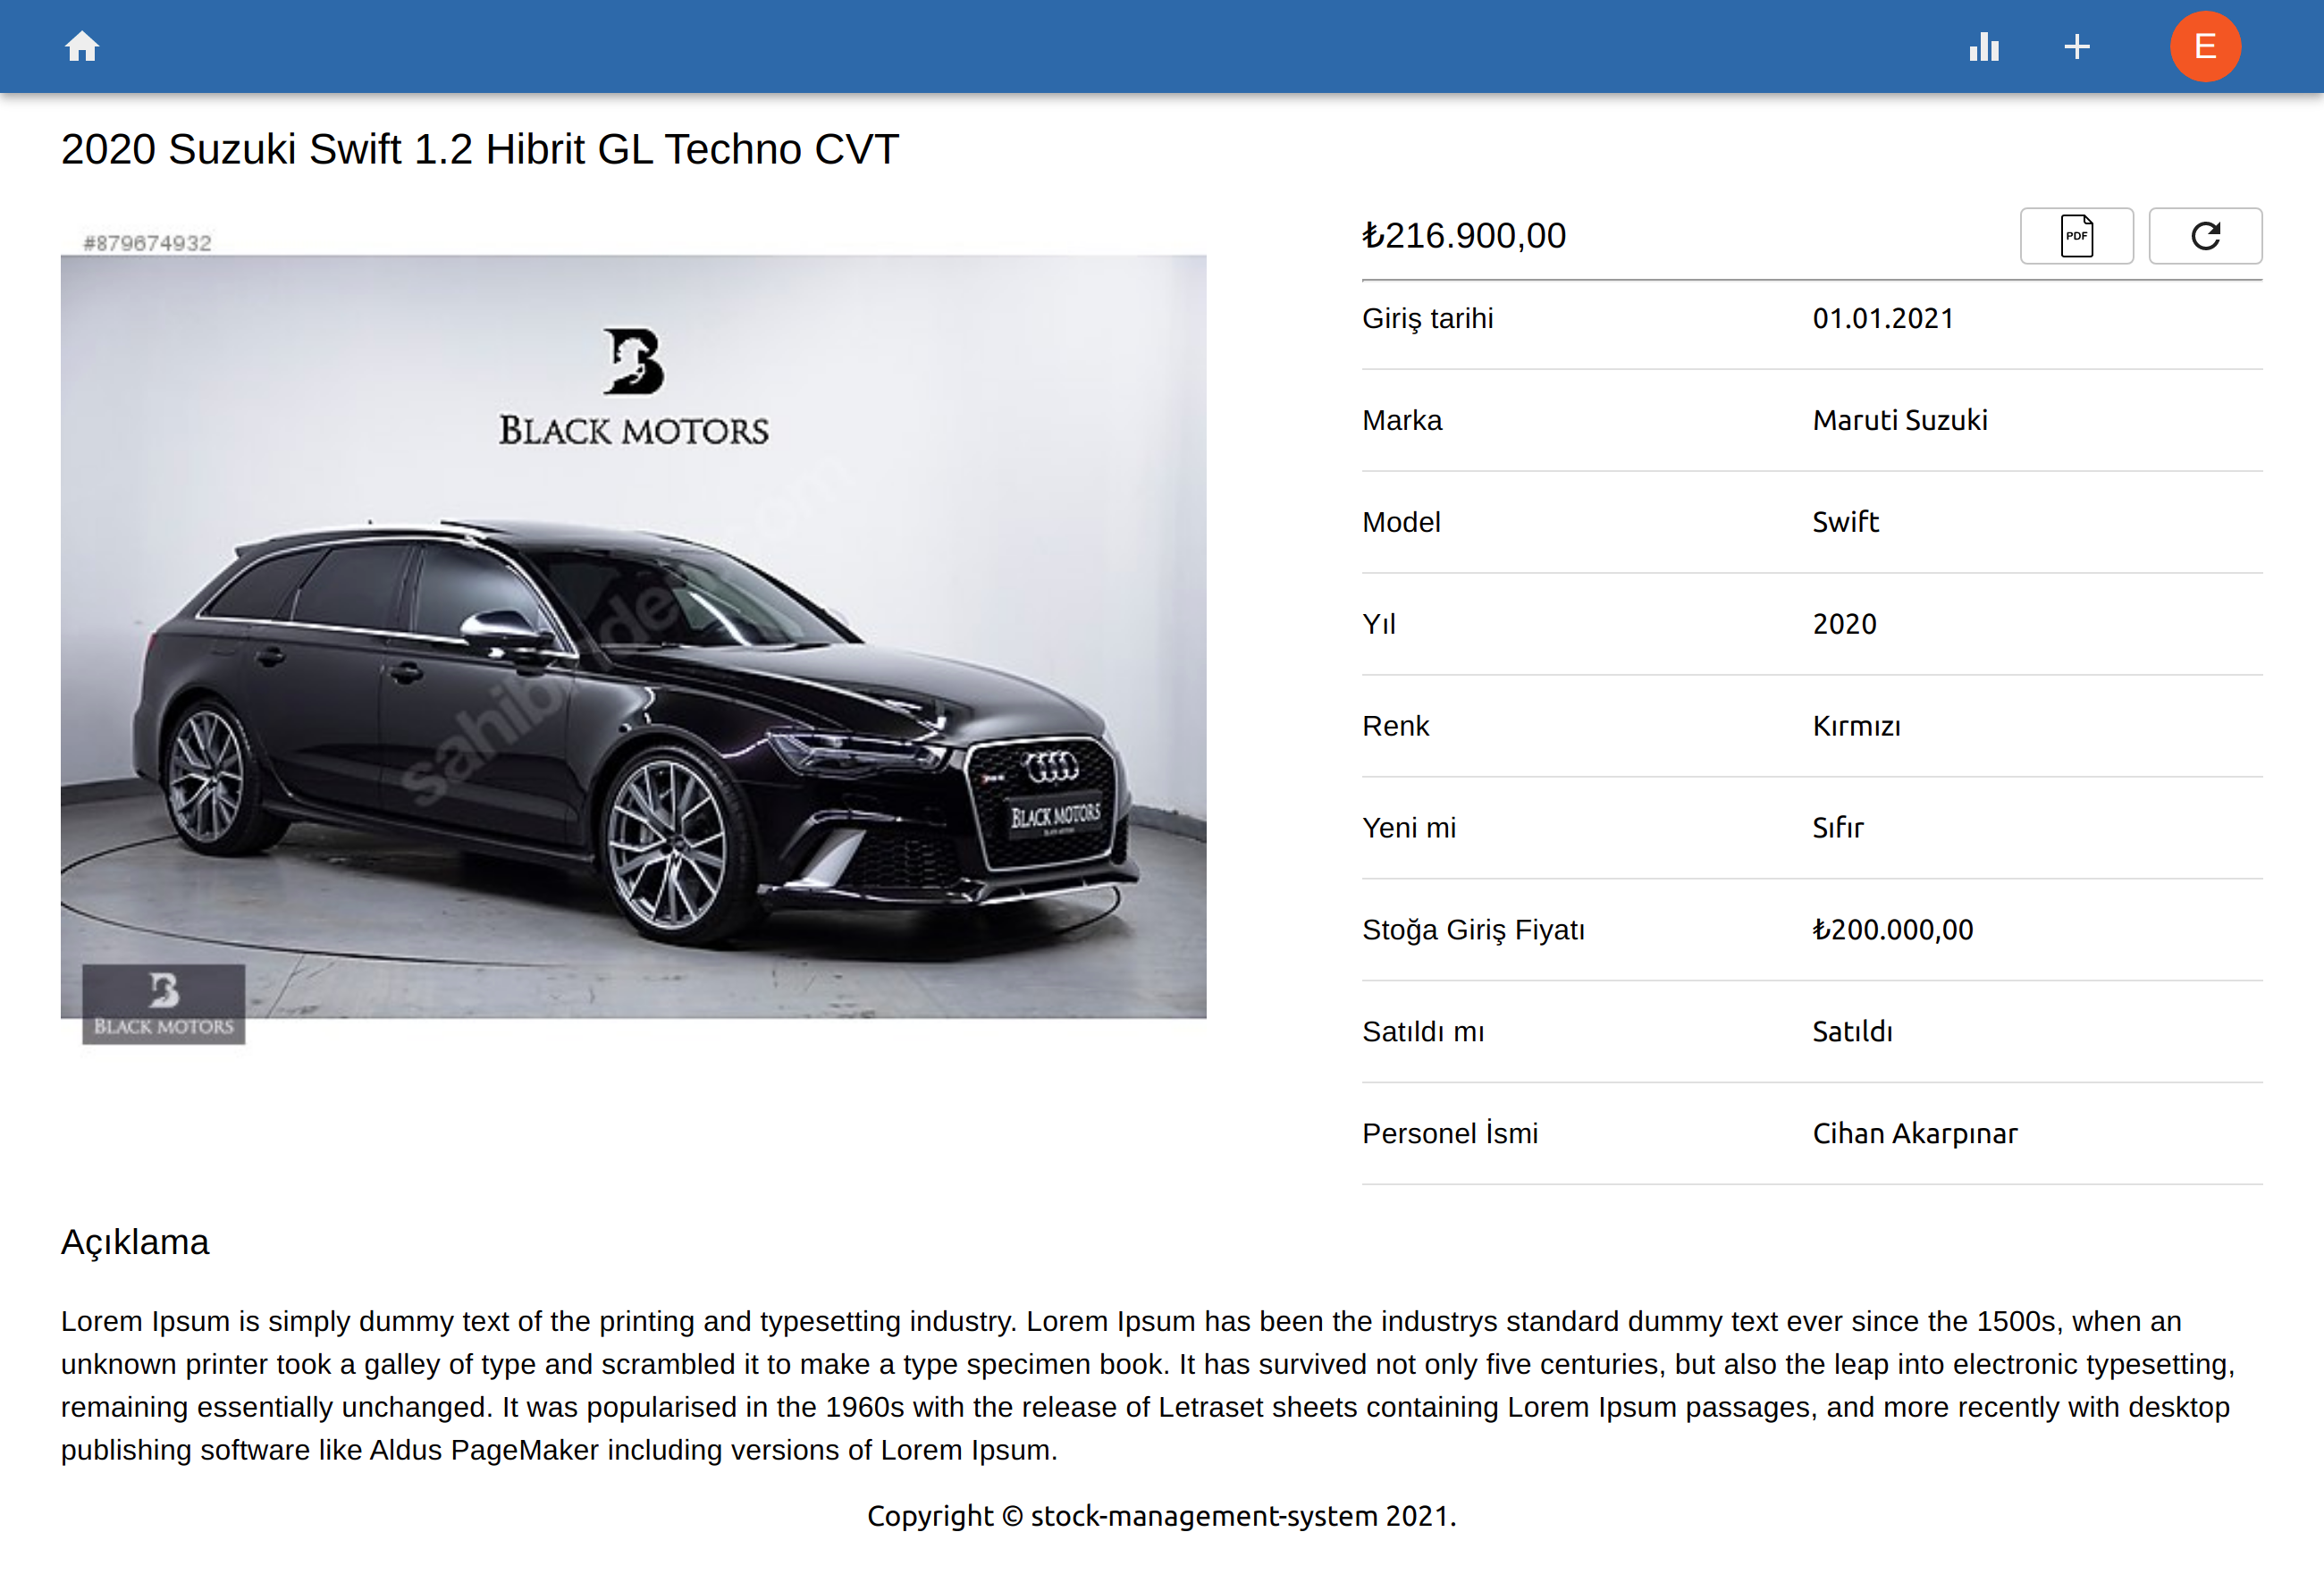 E
2020 Suzuki Swift 1.2 Hibrit GL Techno CVT
#879674932
BLACK MOTORS
sahibinden.com
BLACK MOTORS
BLACK MOTORS
₺216.900,00
PDF
Giriş tarihi 01.01.2021
Marka Maruti Suzuki
Model Swift
Yıl 2020
Renk Kırmızı
Yeni mi Sıfır
Stoğa Giriş Fiyatı ₺200.000,00
Satıldı mı Satıldı
Personel İsmi Cihan Akarpınar
Açıklama
Lorem Ipsum is simply dummy text of the printing and typesetting industry. Lorem Ipsum has been the industrys standard dummy text ever since the 1500s, when an
unknown printer took a galley of type and scrambled it to make a type specimen book. It has survived not only five centuries, but also the leap into electronic typesetting,
remaining essentially unchanged. It was popularised in the 1960s with the release of Letraset sheets containing Lorem Ipsum passages, and more recently with desktop
publishing software like Aldus PageMaker including versions of Lorem Ipsum.
Copyright © stock-management-system 2021.